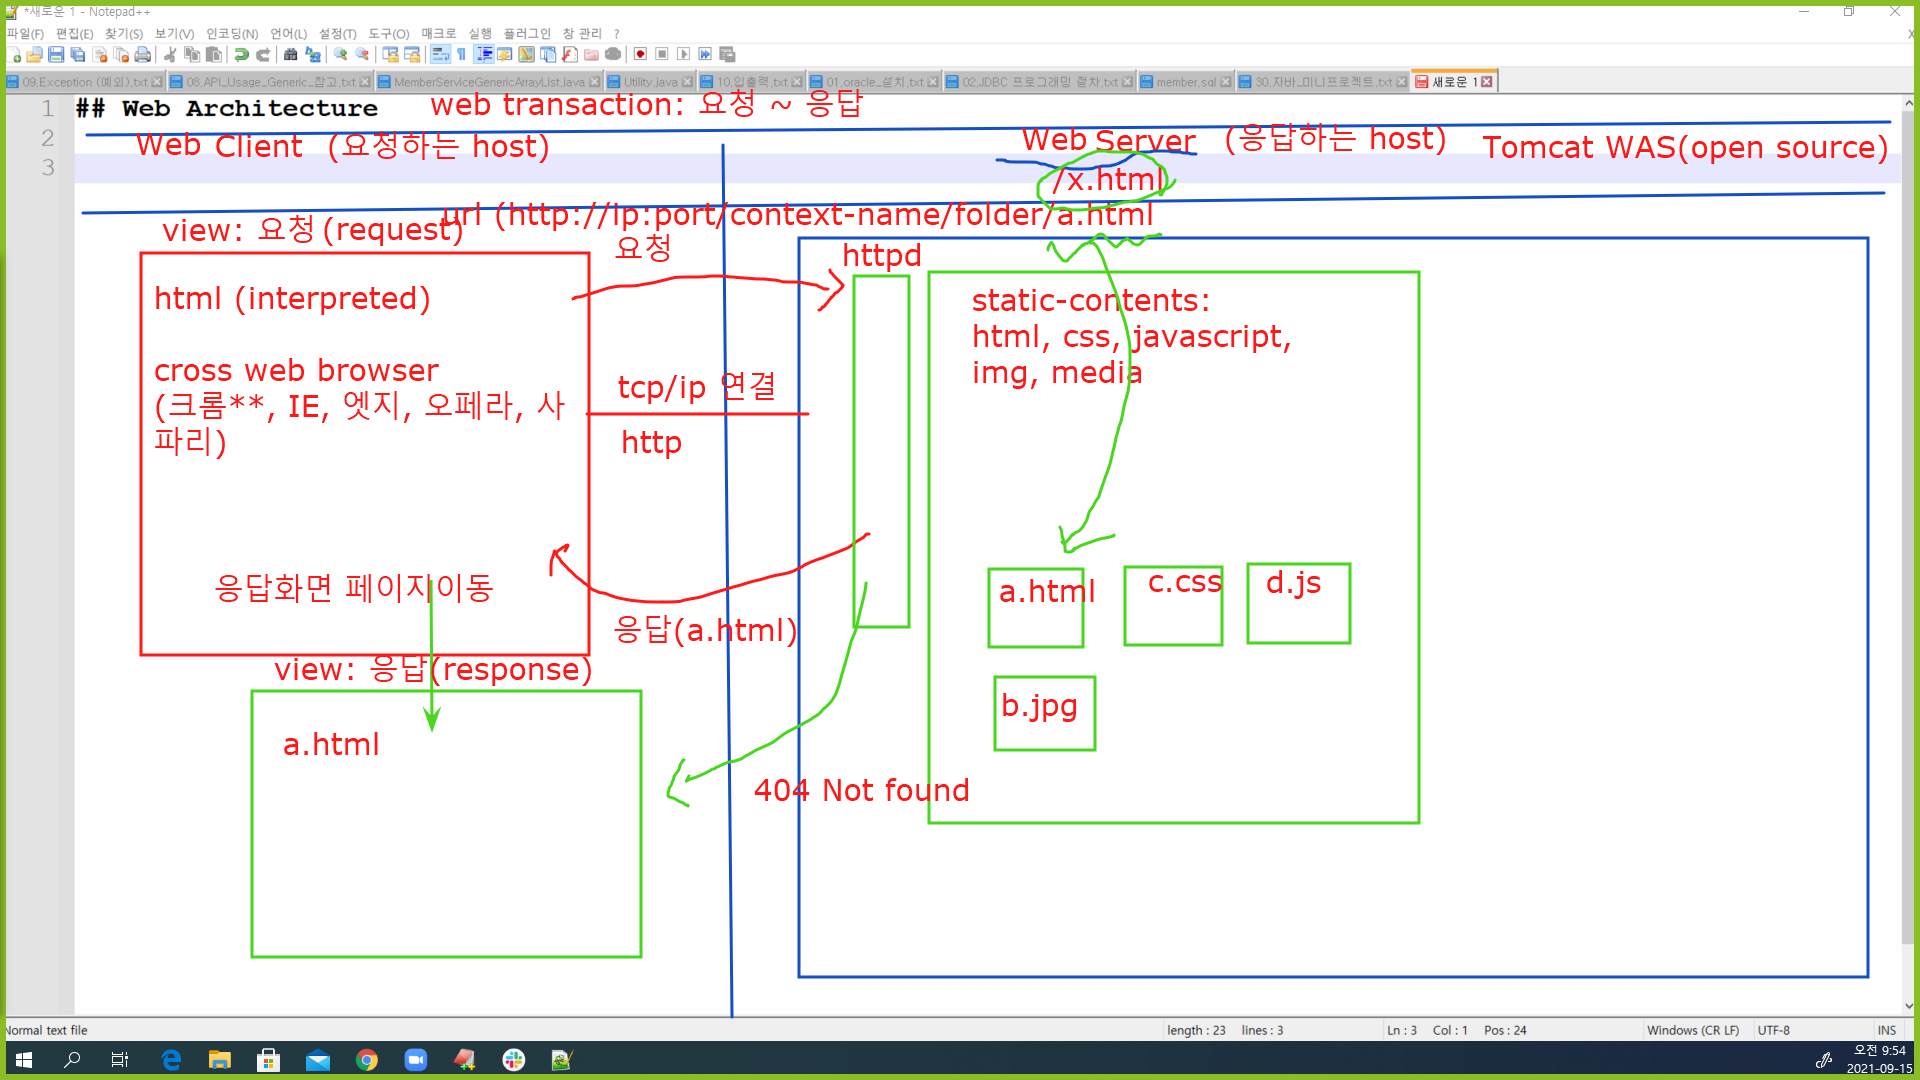 *새로운 1 - Notepad++
파일(F) 편집(E) 찾기(S) 보기(V) 인코딩(N) 언어(L) 설정(T) 도구(O) 매크로 실행 플러그인 창 관리 ?
09.Exception (예외).txt 08.API_Usage_Generic_참고.txt MemberServiceGenericArrayList.java Utility.java 10.입출력.txt 01_oracle_설치.txt 02.JDBC 프로그래밍 절차.txt member.sql 30.자바_미니프로젝트.txt 새로운 1
1 ## Web Architecture
web transaction: 요청 ~ 응답
2
3
Web Client (요청하는 host)
Web Server (응답하는 host)
Tomcat WAS(open source)
/x.html
url (http://ip:port/context-name/folder/a.html
view: 요청(request)
요청
httpd
html (interpreted)
static-contents:
html, css, javascript,
img, media
cross web browser
(크롬**, IE, 엣지, 오페라, 사
파리)
tcp/ip 연결
http
응답화면 페이지이동
a.html
c.css
d.js
응답(a.html)
view: 응답(response)
b.jpg
a.html
404 Not found
Normal text file
length : 23 lines : 3
Ln : 3 Col : 1 Pos : 24
Windows (CR LF)
UTF-8
INS
오전 9:54
2021-09-15